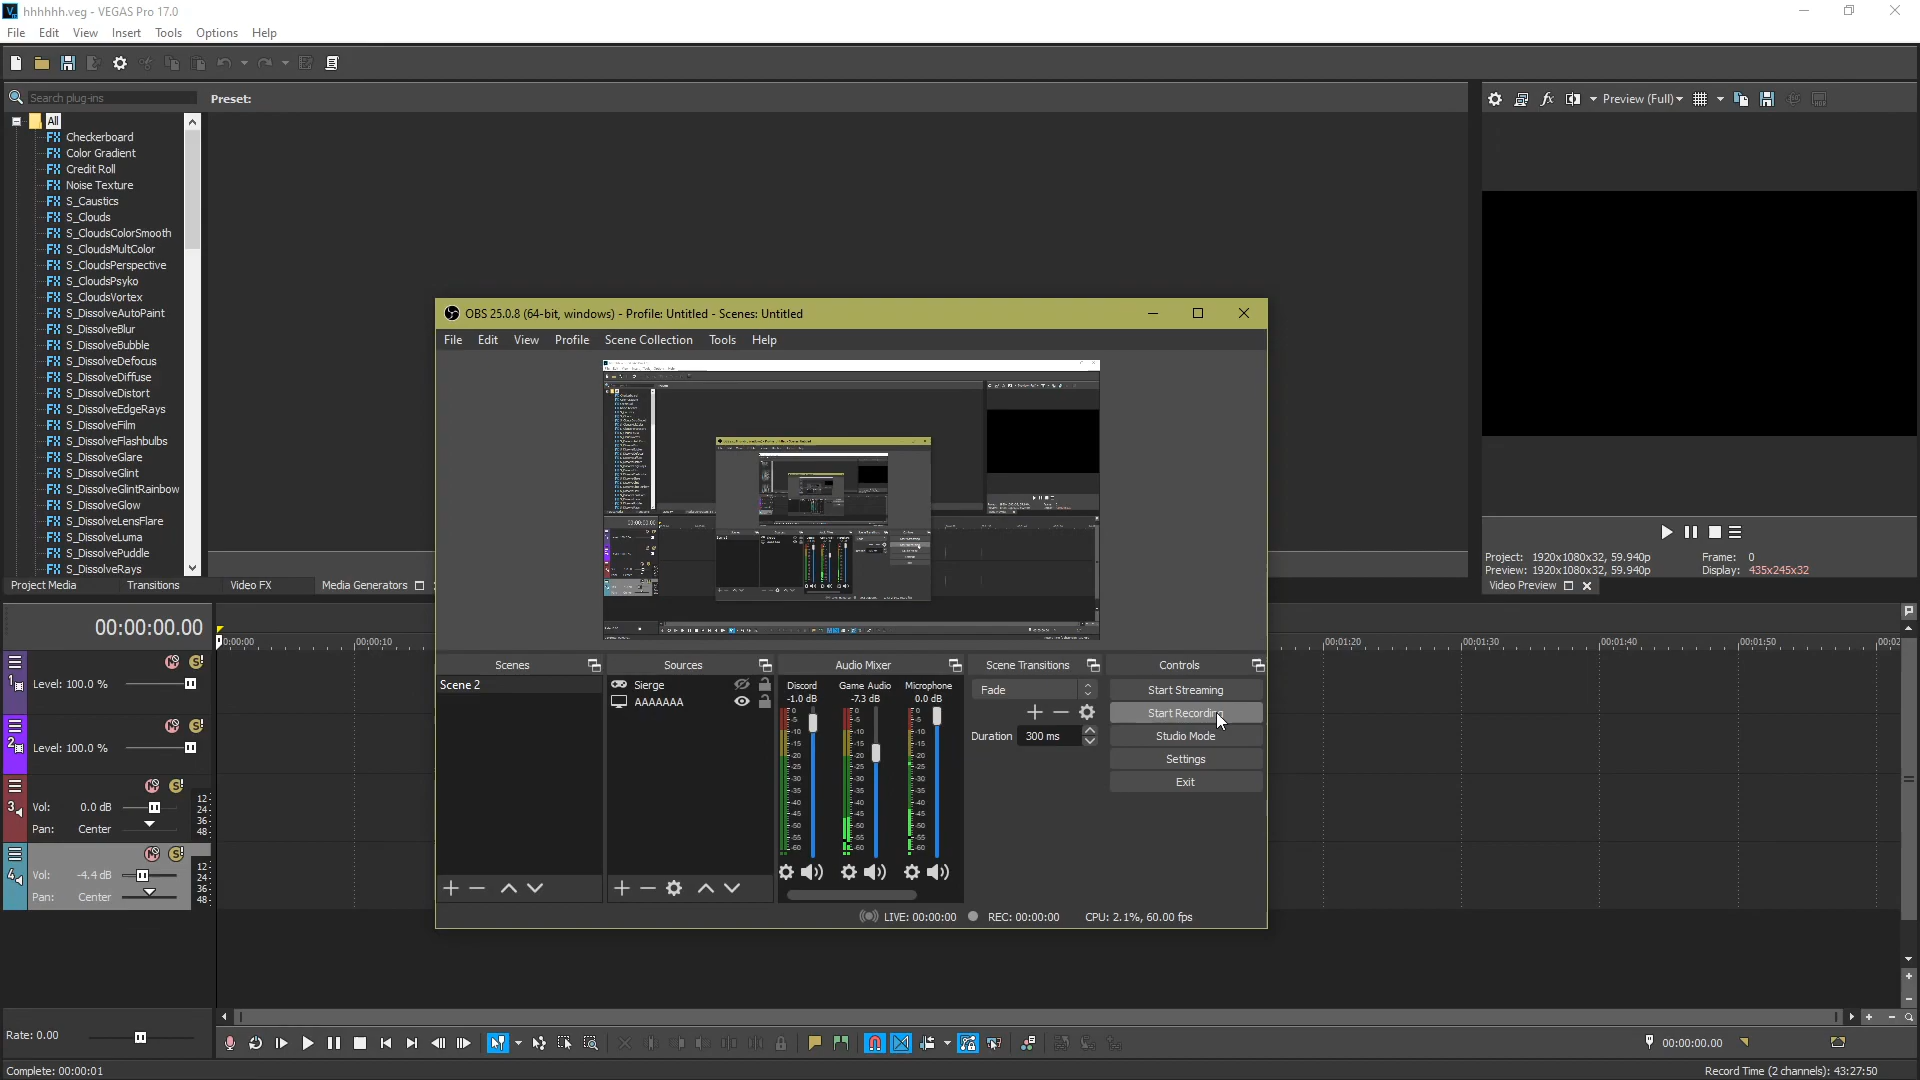 hhhhhh.veg - VEGAS Pro 17.0
File Edit View Insert Tools Options Help
Search plug-ins
Preset:
Preview (Full)
All
Checkerboard
Color Gradient
Credit Roll
Noise Texture
S_Caustics
S_Clouds
S_CloudsColorSmooth
S_CloudsMultColor
S_CloudsPerspective
S_CloudsPsyko
S_CloudsVortex
S_DissolveAutoPaint
S_DissolveBlur
S_DissolveBubble
S_DissolveDefocus
S_DissolveDiffuse
S_DissolveDistort
S_DissolveEdgeRays
S_DissolveFilm
S_DissolveFlashbulbs
S_DissolveGlare
S_DissolveGlint
S_DissolveGlintRainbow
S_DissolveGlow
S_DissolveLensFlare
S_DissolveLuma
S_DissolvePuddle
S_DissolveRays
Project Media Transitions Video FX Media Generators
Project: 1920x1080x32, 59.940p Frame: 0
Preview: 1920x1080x32, 59.940p Display: 435x245x32
Video Preview
OBS 25.0.8 (64-bit, windows) - Profile: Untitled - Scenes: Untitled
File Edit View Profile Scene Collection Tools Help
Scenes
Scene 2
Sources
Sierge
AAAAAAA
Audio Mixer
Discord Game Audio Microphone
-1.0 dB -7.3 dB 0.0 dB
Scene Transitions
Fade
Duration 300 ms
Controls
Start Streaming
Start Recording
Studio Mode
Settings
Exit
LIVE: 00:00:00 REC: 00:00:00 CPU: 2.1%, 60.00 fps
00:00:00.00
0:00:00 00:00:10 00:01:20 00:01:30 00:01:40 00:01:50 00:02
1 Level: 100.0 %
2 Level: 100.0 %
3 Vol: 0.0 dB
Pan: Center
12 24 36 48
4 Vol: -4.4 dB
Pan: Center
12 24 36 48
Rate: 0.00
00:00:00.00
Complete: 00:00:01
Record Time (2 channels): 43:27:50